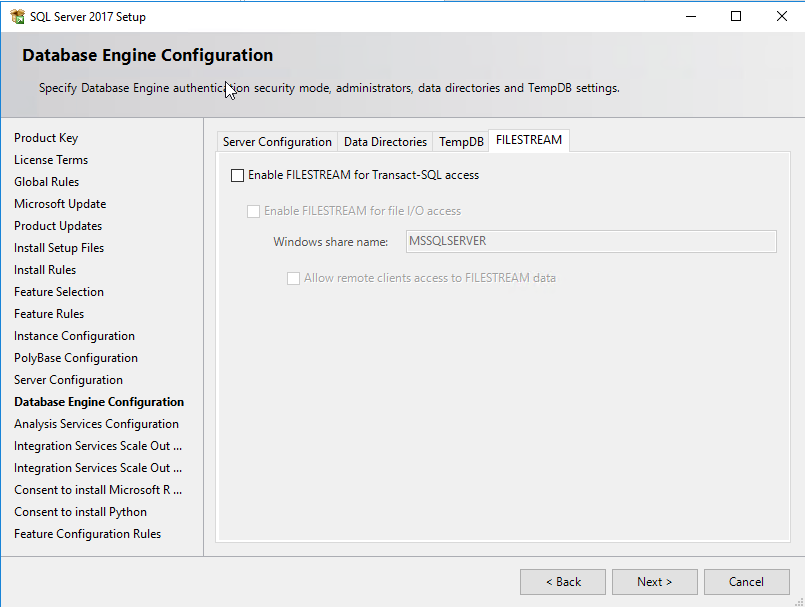 SQL Server 2017 Setup
Database Engine Configuration
Specify Database Engine authentication security mode, administrators, data directories and TempDB settings.
Product Key
License Terms
Global Rules
Microsoft Update
Product Updates
Install Setup Files
Install Rules
Feature Selection
Feature Rules
Instance Configuration
PolyBase Configuration
Server Configuration
Database Engine Configuration
Analysis Services Configuration
Integration Services Scale Out ...
Integration Services Scale Out ...
Consent to install Microsoft R ...
Consent to install Python
Feature Configuration Rules
Server Configuration Data Directories TempDB FILESTREAM
Enable FILESTREAM for Transact-SQL access
Enable FILESTREAM for file I/O access
Windows share name: MSSQLSERVER
Allow remote clients access to FILESTREAM data
< Back Next > Cancel